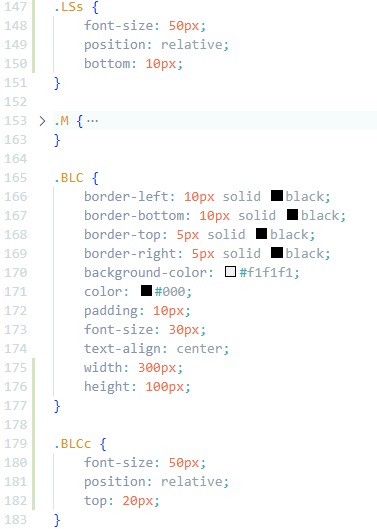 147 .LSs {
148     font-size: 50px;
149     position: relative;
150     bottom: 10px;
151 }
152
153 .M {···
163 }
164
165 .BLC {
166     border-left: 10px solid black;
167     border-bottom: 10px solid black;
168     border-top: 5px solid black;
169     border-right: 5px solid black;
170     background-color: #f1f1f1;
171     color: #000;
172     padding: 10px;
173     font-size: 30px;
174     text-align: center;
175     width: 300px;
176     height: 100px;
177 }
178
179 .BLCc {
180     font-size: 50px;
181     position: relative;
182     top: 20px;
183 }